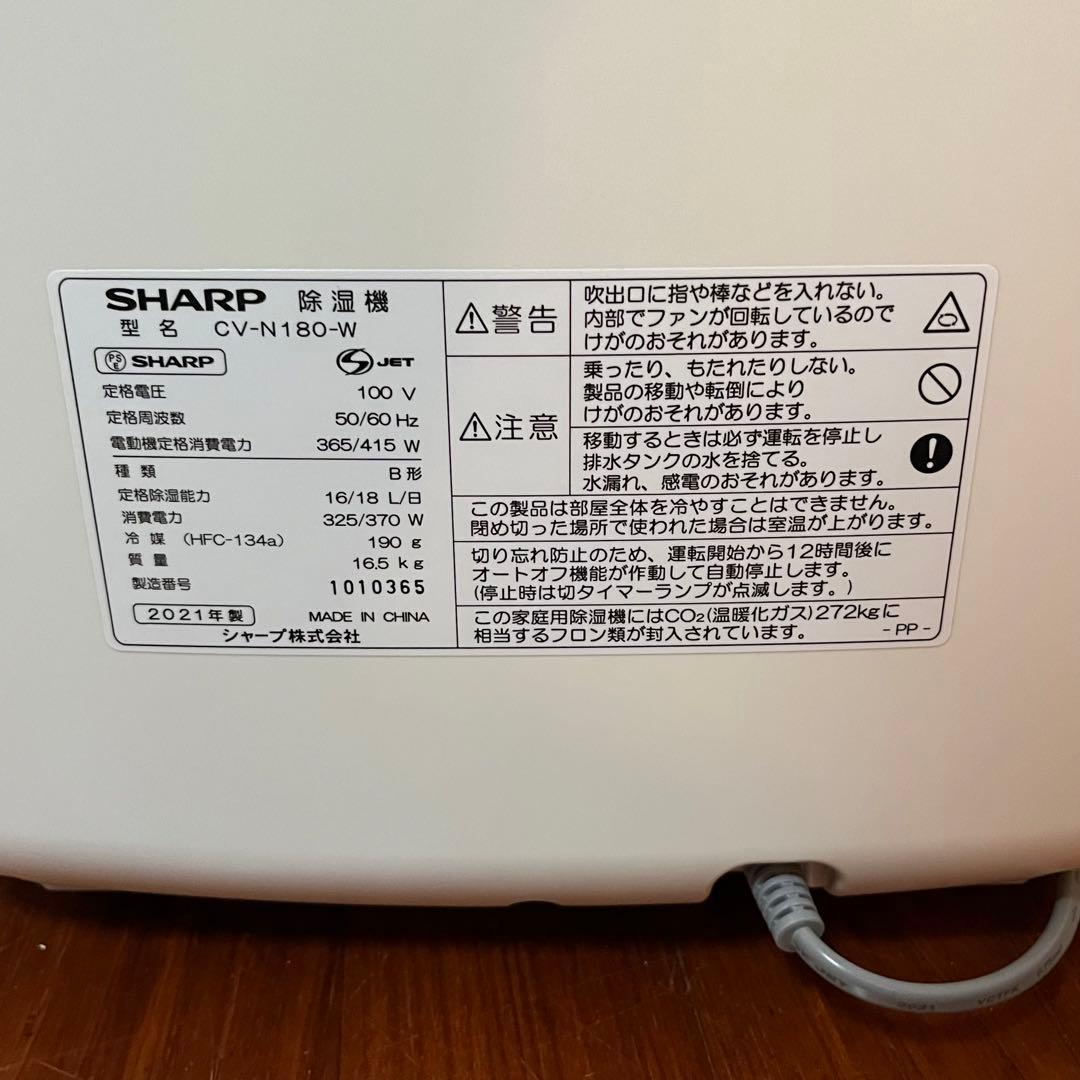 SHARP 除湿機
型名 CV-N180-W
PSE SHARP S JET
定格電圧 100 V
定格周波数 50/60 Hz
電動機定格消費電力 365/415 W
種類 B形
定格除湿能力 16/18 L/日
消費電力 325/370 W
冷媒 (HFC-134a) 190 g
質量 16.5 kg
製造番号 1010365
2021年製 MADE IN CHINA
シャープ株式会社
警告
吹出口に指や棒などを入れない。
内部でファンが回転しているので
けがのおそれがあります。
注意
乗ったり、もたれたりしない。
製品の移動や転倒により
けがのおそれがあります。
移動するときは必ず運転を停止し
排水タンクの水を捨てる。
水漏れ、感電のおそれがあります。
この製品は部屋全体を冷やすことはできません。
閉め切った場所で使われた場合は室温が上がります。
切り忘れ防止のため、運転開始から12時間後に
オートオフ機能が作動して自動停止します。
(停止時は切タイマーランプが点滅します。)
この家庭用除湿機にはCO₂(温暖化ガス)272kgに
相当するフロン類が封入されています。 -PP-
2021 VCTFK